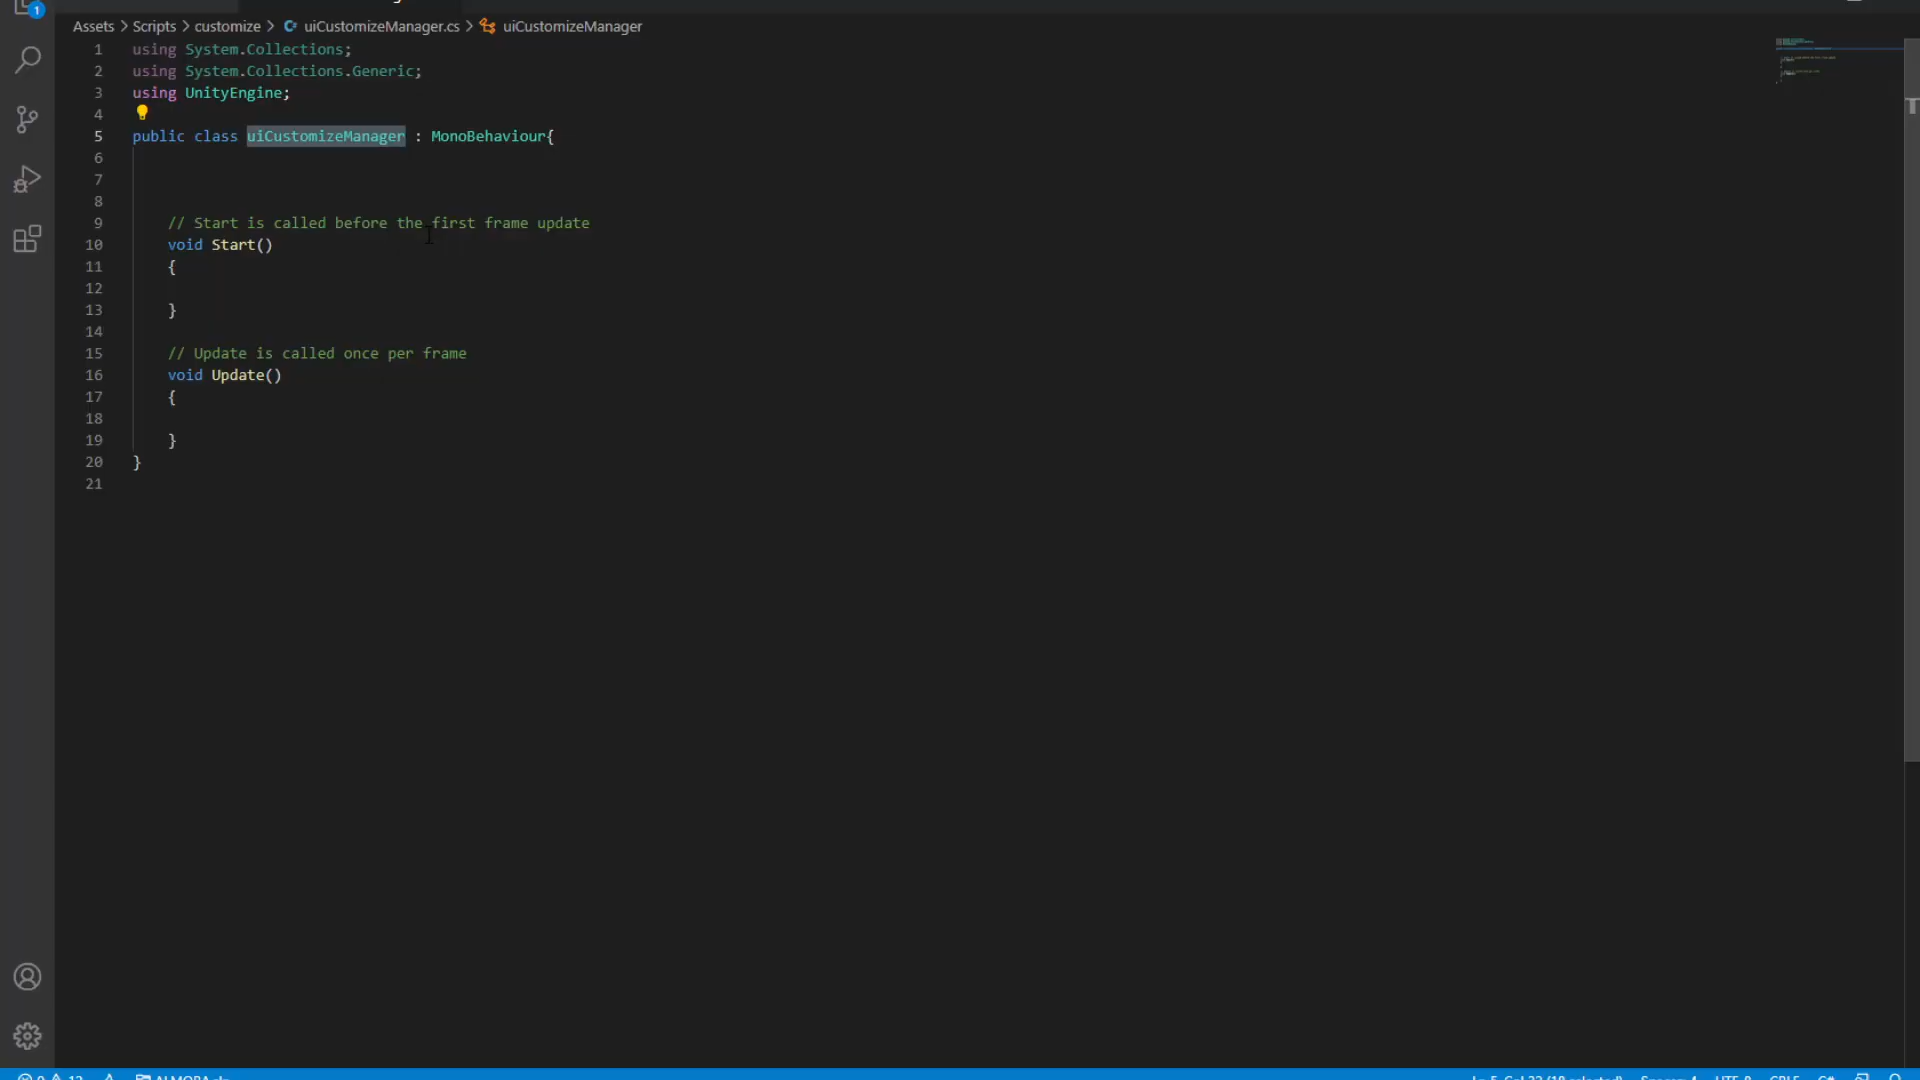 1
Assets > Scripts > customize > uiCustomizeManager.cs > uiCustomizeManager
1 using System.Collections;
2 using System.Collections.Generic;
3 using UnityEngine;
4
5 public class uiCustomizeManager : MonoBehaviour{
6
7
8
9 // Start is called before the first frame update
10 void Start()
11 {
12
13 }
14
15 // Update is called once per frame
16 void Update()
17 {
18
19 }
20 }
21